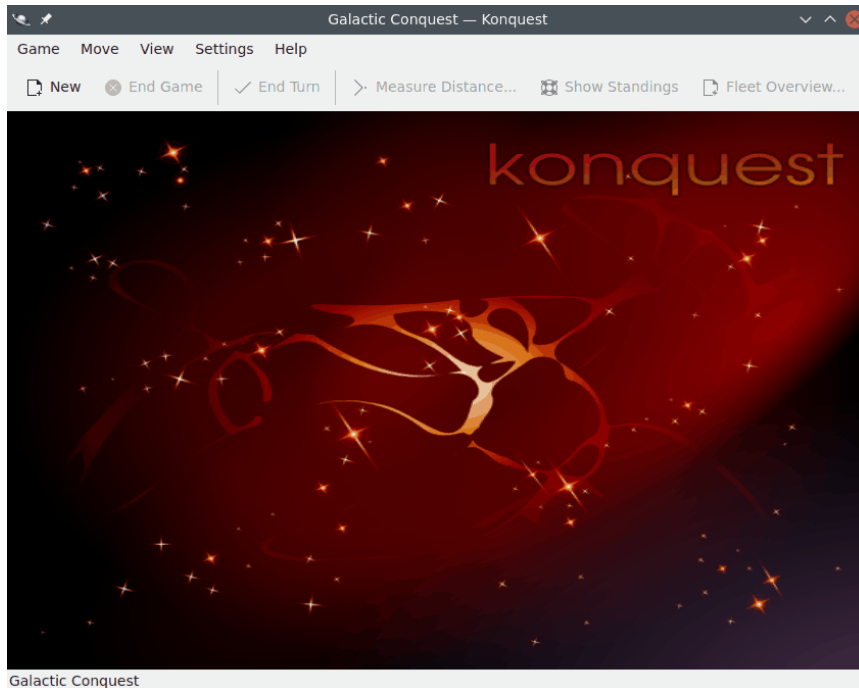 Galactic Conquest — Konquest
Game Move View Settings Help
New End Game End Turn Measure Distance... Show Standings Fleet Overview...
konquest
Galactic Conquest